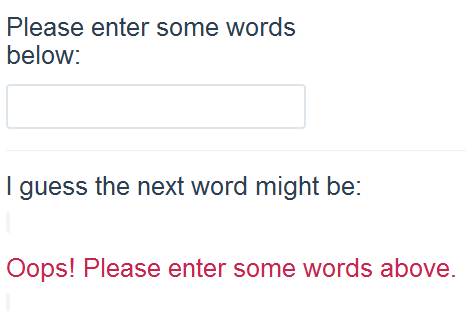 Please enter some words
below:
I guess the next word might be:
Oops! Please enter some words above.